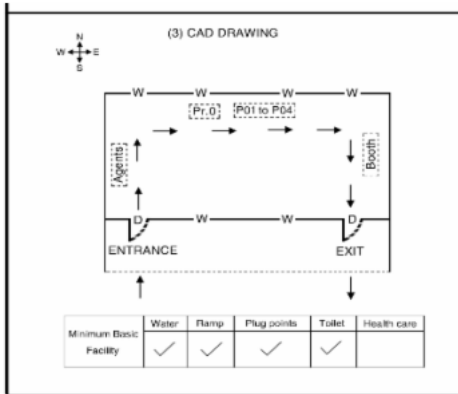 (3) CAD DRAWING
N
W E
S
W W W W
Pr.0 P01 to P04
Agents
Booth
D W W D
ENTRANCE EXIT
Minimum Basic Facility Water Ramp Plug points Toilet Health care